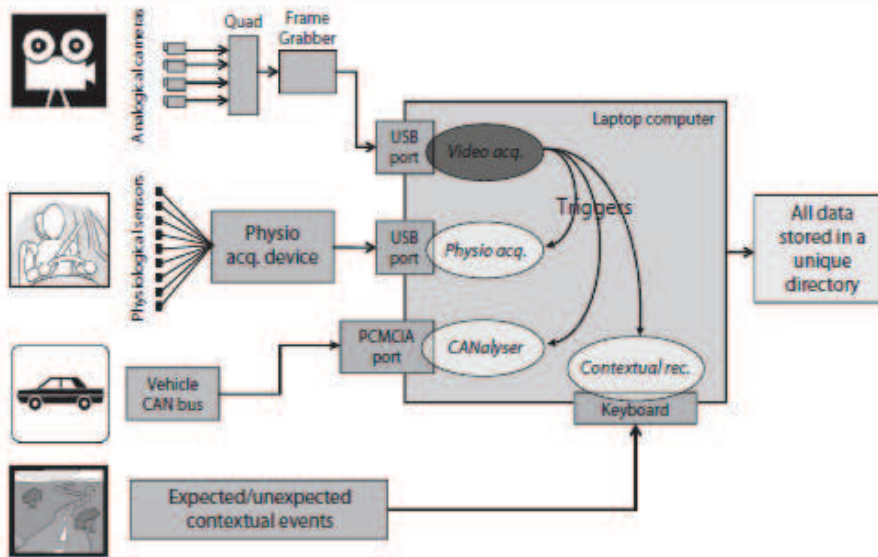 Analogical cameras
Quad
Frame
Grabber
Laptop computer
USB
port
Video acq.
Triggers
Physiological sensors
Physio
acq. device
USB
port
Physio acq.
All data
stored in a
unique
directory
PCMCIA
port
CANalyser
Contextual rec.
Keyboard
Vehicle
CAN bus
Expected/unexpected
contextual events